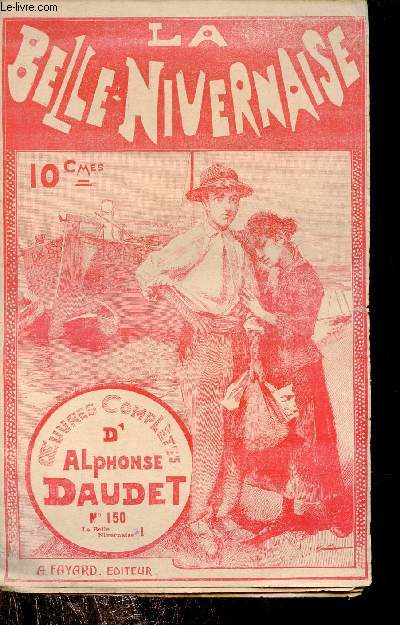 Le-Livre.com
LA
BELLE-NIVERNAISE
10 CMES
ŒUVRES COMPLÈTES
D'
ALPHONSE
DAUDET
No 150
La Belle
Nivernaise I
A. FAYARD. EDITEUR